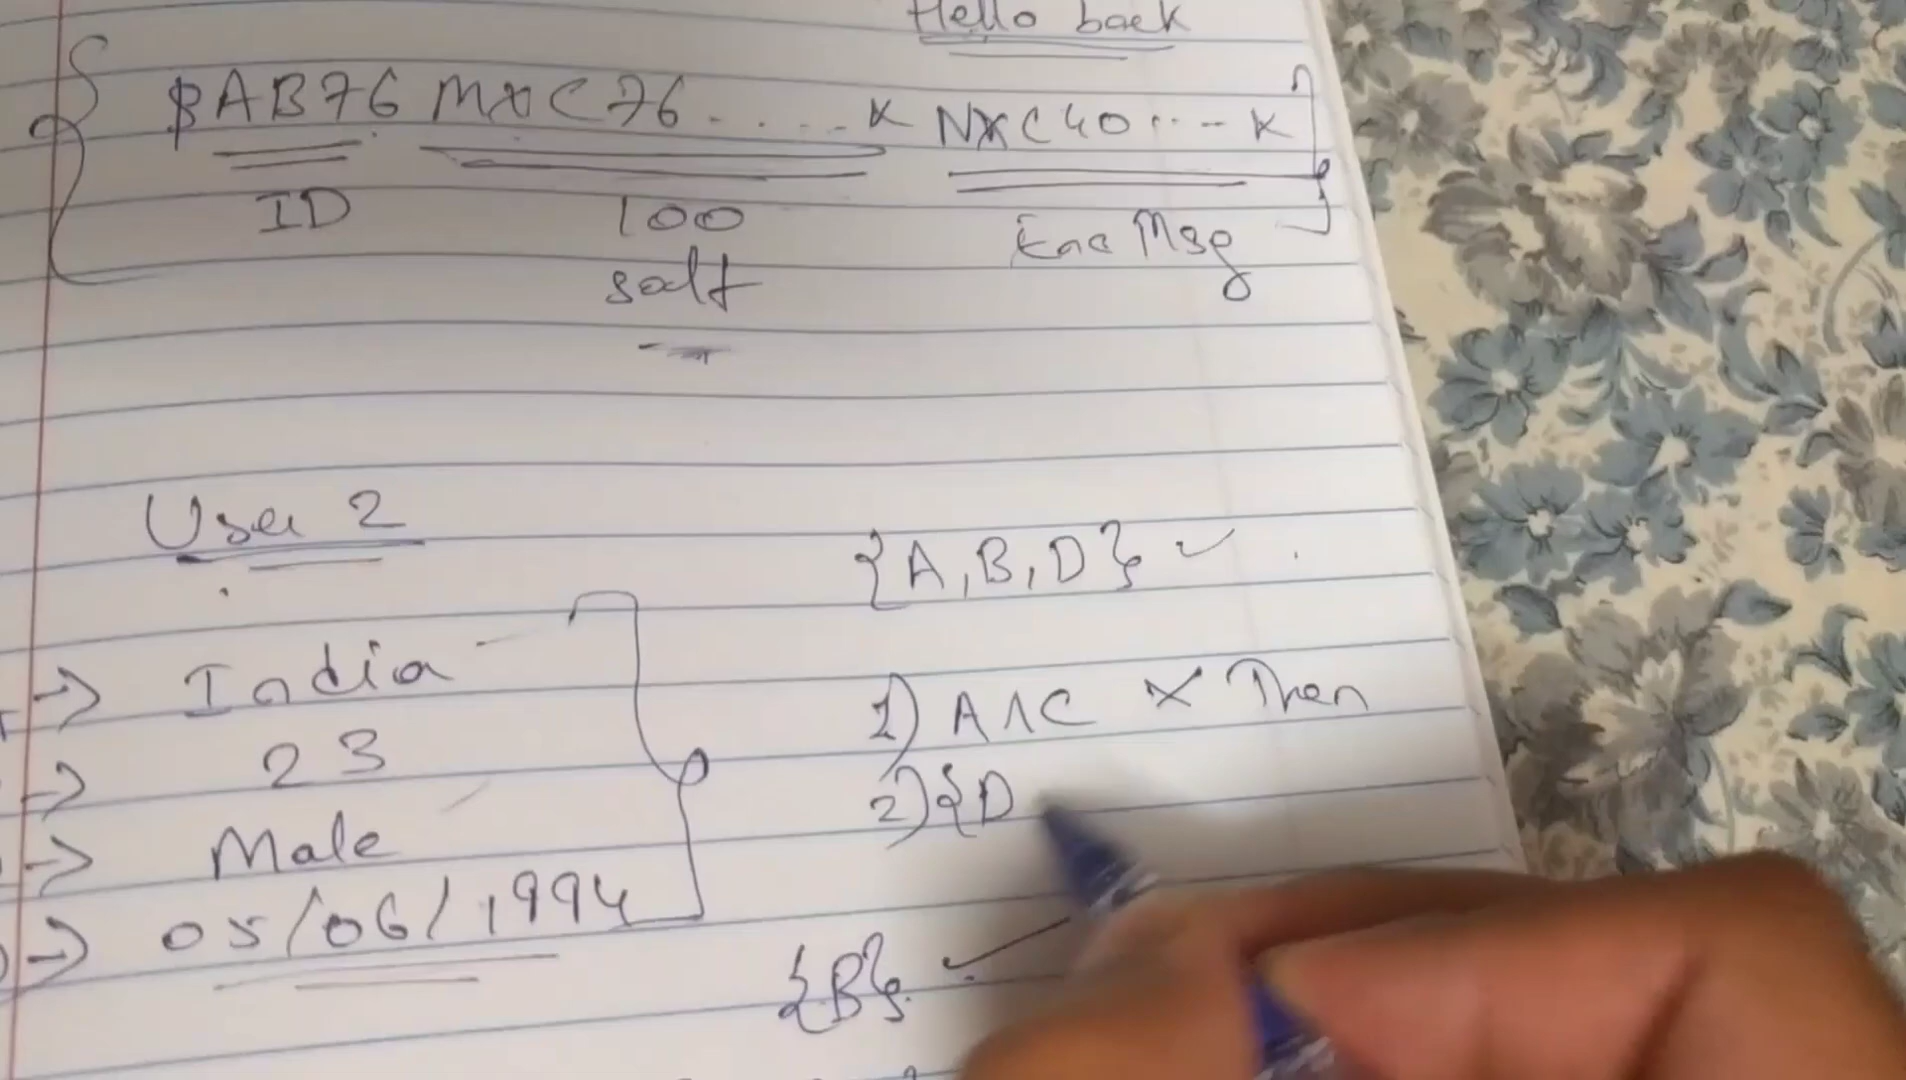 Hello back
$AB76 MXC76.....K NXC40...-K
ID 100 Enc Msg
salt
User 2
{A, B, D} ✓
→ India
1) A∧C × Then
→ 23
2) {D
→ Male
→ 05/06/1994
{B} ✓